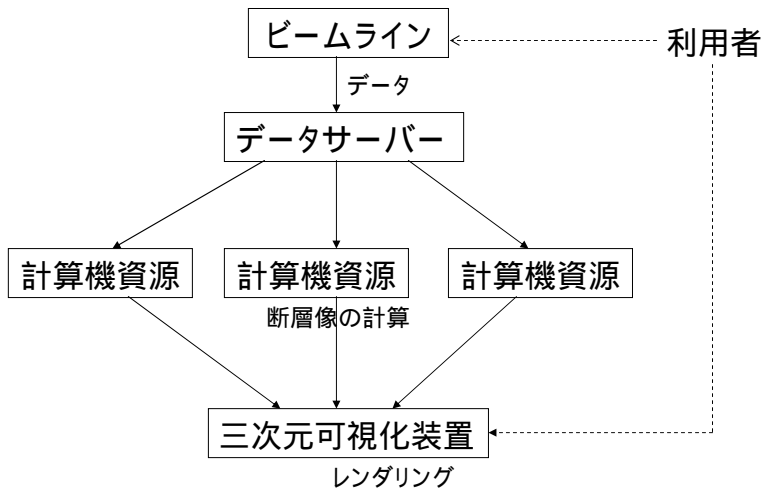 ビームライン
利用者
データ
データサーバー
計算機資源
計算機資源
計算機資源
断層像の計算
三次元可視化装置
レンダリング